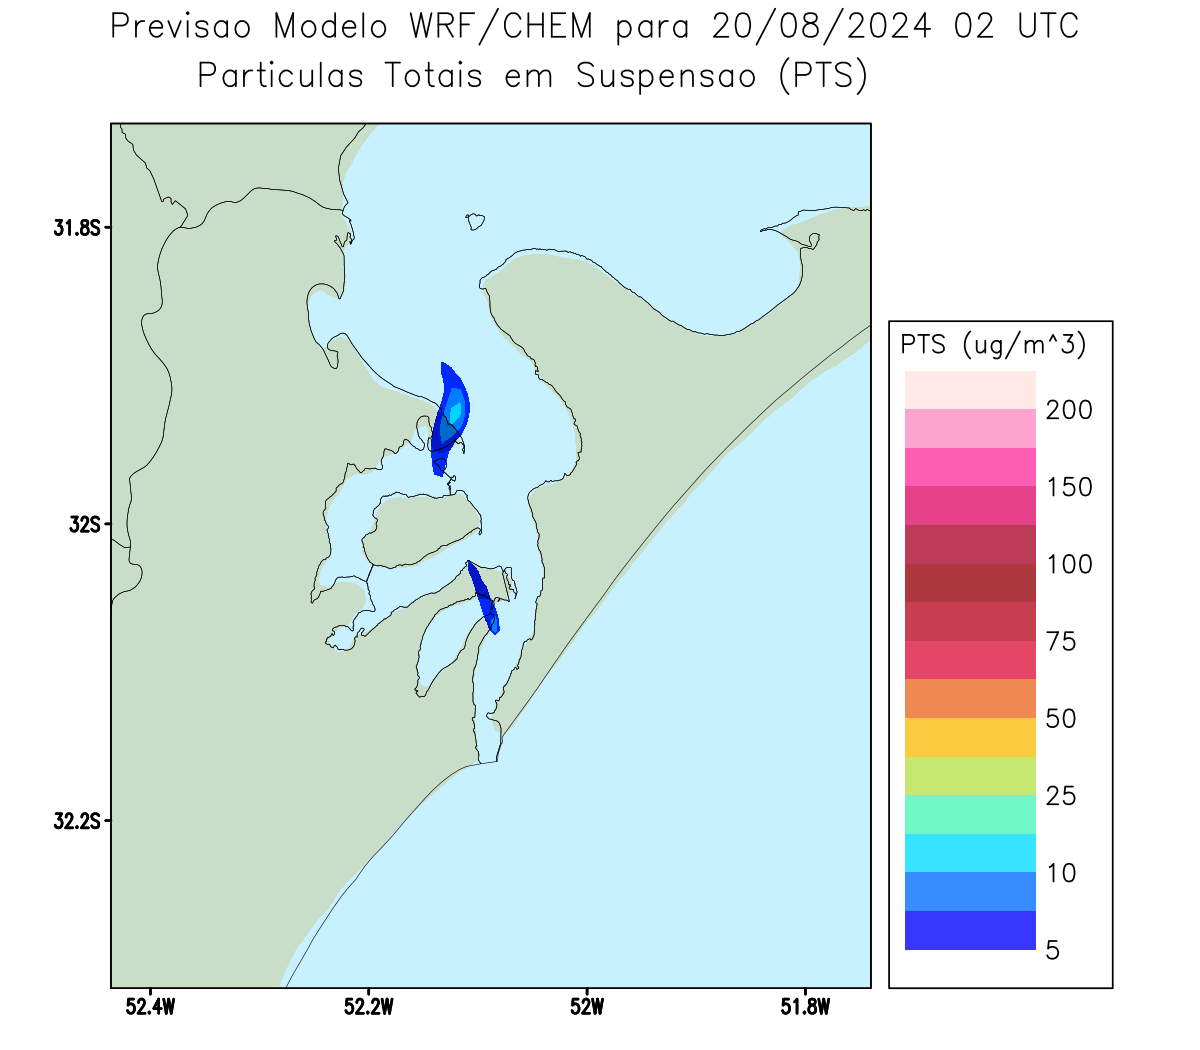 Previsao Modelo WRF/CHEM para 20/08/2024 02 UTC
Particulas Totais em Suspensao (PTS)
31.8S
32S
32.2S
52.4W
52.2W
52W
51.8W
PTS (ug/m^3)
200
150
100
75
50
25
10
5